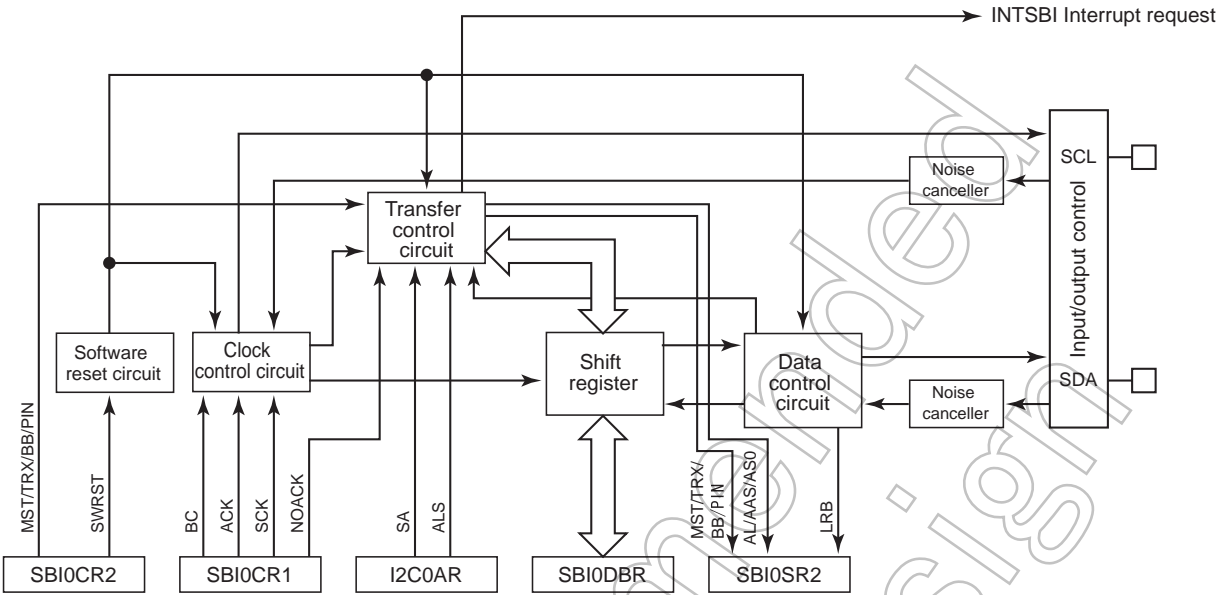 INTSBI Interrupt request
SCL
Noise
canceller
Input/output control
Transfer
control
circuit
Software
reset circuit
Clock
control circuit
Shift
register
Data
control
circuit
SDA
Noise
canceller
MST/TRX/BB/PIN
SWRST
BC
ACK
SCK
NOACK
SA
ALS
MST/TRX/
BB/PIN
AL/AAS/AS0
LRB
SBI0CR2
SBI0CR1
I2C0AR
SBI0DBR
SBI0SR2
mended
sign